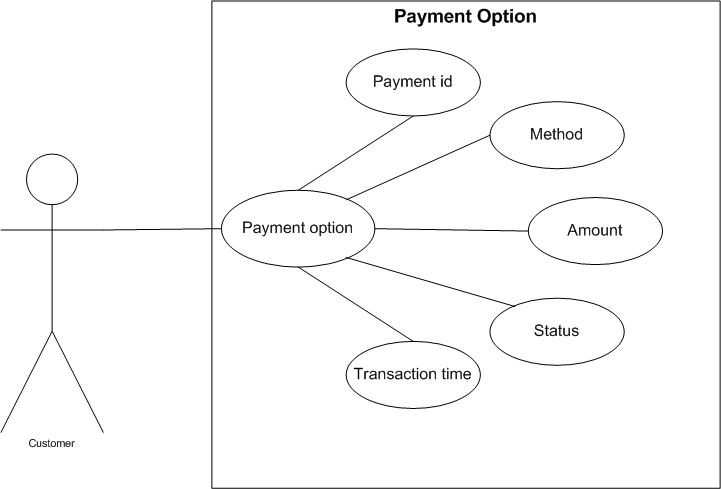 Payment Option
Payment id
Method
Payment option
Amount
Status
Transaction time
Customer